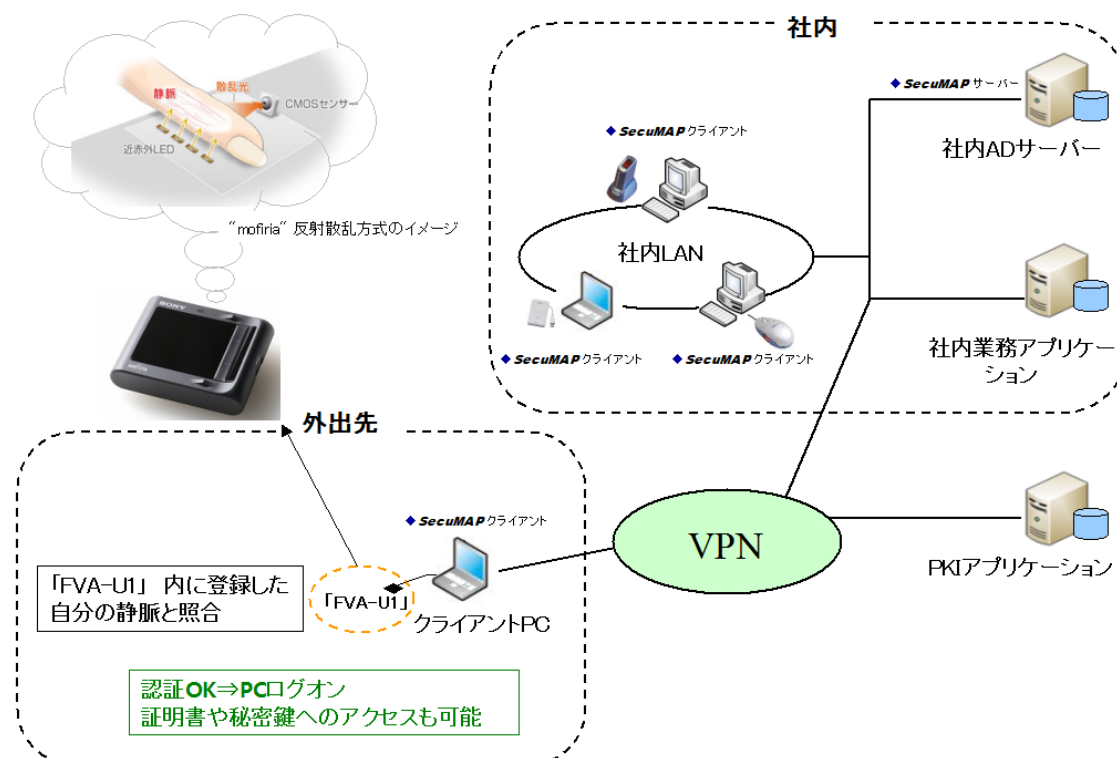 社内
静脈
散乱光
CMOSセンサー
近赤外LED
"mofiria" 反射散乱方式のイメージ
SONY
mofiria
◆SecuMAP サーバー
社内ADサーバー
◆SecuMAP クライアント
社内LAN
◆SecuMAP クライアント
◆SecuMAP クライアント
社内業務アプリケー
ション
外出先
◆SecuMAP クライアント
VPN
PKIアプリケーション
「FVA-U1」 内に登録した
自分の静脈と照合
「FVA-U1」
クライアントPC
認証OK⇒PCログオン
証明書や秘密鍵へのアクセスも可能